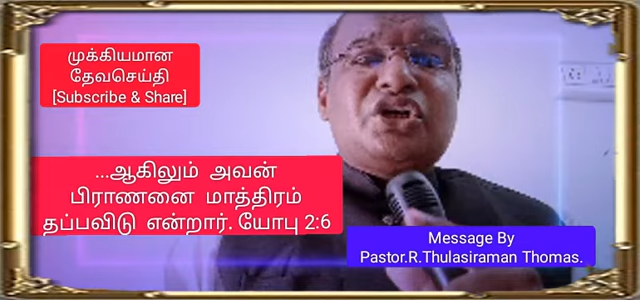 முக்கியமான
தேவசெய்தி
[Subscribe & Share]
...ஆகிலும் அவன்
பிராணனை மாத்திரம்
தப்பவிடு என்றார். யோபு 2:6
Message By
Pastor.R.Thulasiraman Thomas.